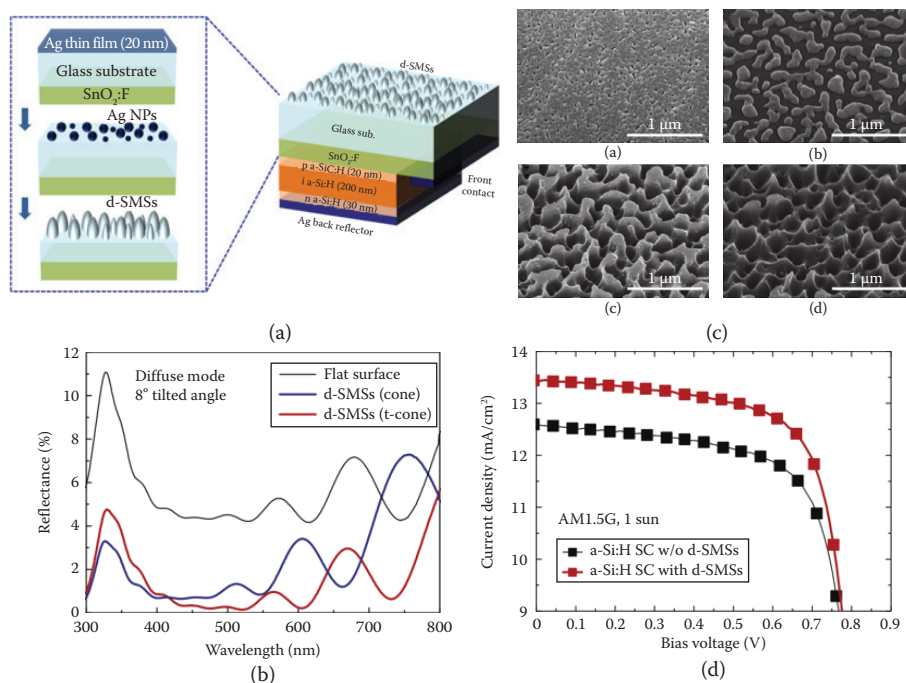 Ag thin film (20 nm)
Glass substrate
SnO₂:F
Ag NPs
d-SMSs
d-SMSs
Glass sub.
SnO₂:F
p a-SiC:H (20 nm)
i a-Si:H (200 nm)
n a-Si:H (30 nm)
Ag back reflector
Front
contact
(a)
1 μm
(a)
1 μm
(b)
1 μm
(c)
1 μm
(d)
(c)
12
10
8
6
4
2
0
Reflectance (%)
Diffuse mode
8° tilted angle
Flat surface
d-SMSs (cone)
d-SMSs (t-cone)
300 400 500 600 700 800
Wavelength (nm)
(b)
14
13
12
11
10
9
Current density (mA/cm²)
AM1.5G, 1 sun
a-Si:H SC w/o d-SMSs
a-Si:H SC with d-SMSs
0 0.1 0.2 0.3 0.4 0.5 0.6 0.7 0.8 0.9
Bias voltage (V)
(d)